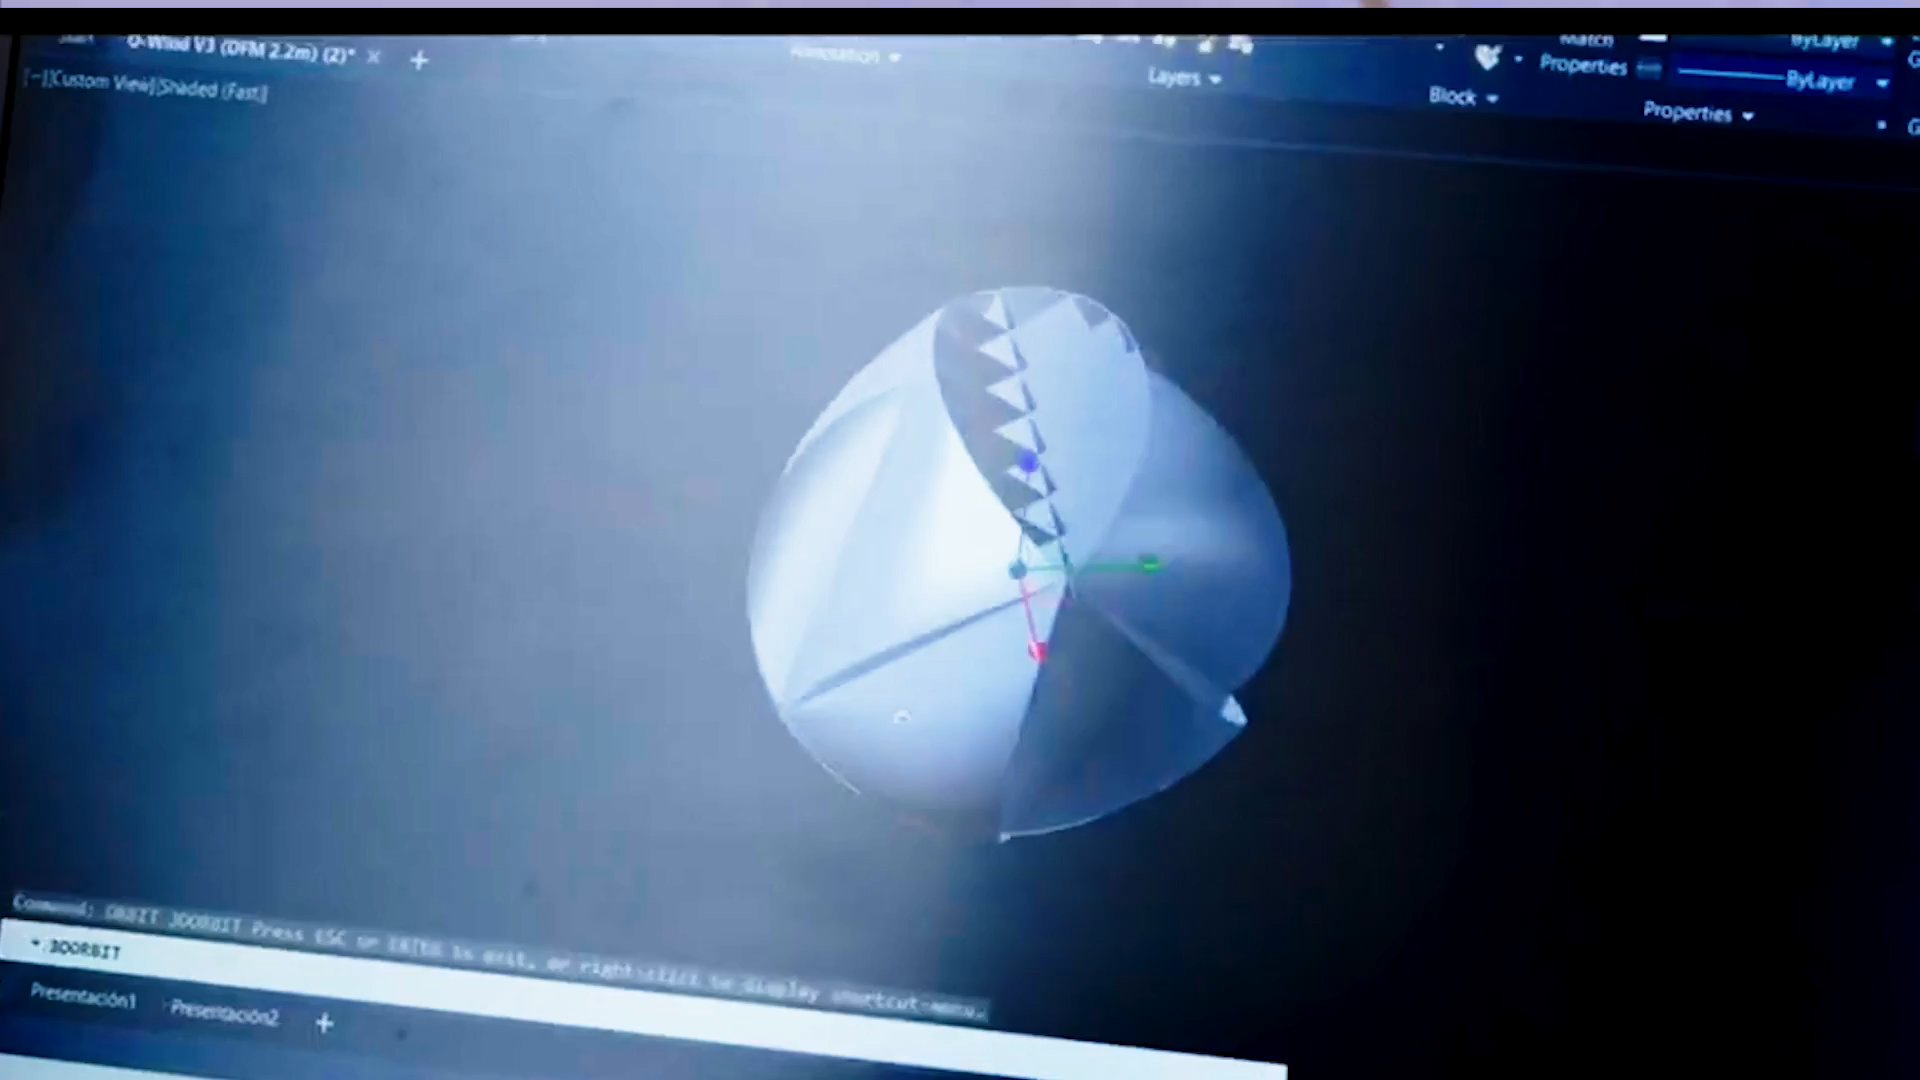 O-Wind V3 (DFM 2.2m) (2)* × +
[−][Custom View][Shaded (Fast)]
Annotation
Layers
Block
Match
Properties
ByLayer
ByLayer
Properties
Command: ORBIT 3DORBIT Press ESC or ENTER to exit, or right-click to display shortcut-menu.
3DORBIT
Presentación1 Presentación2 +